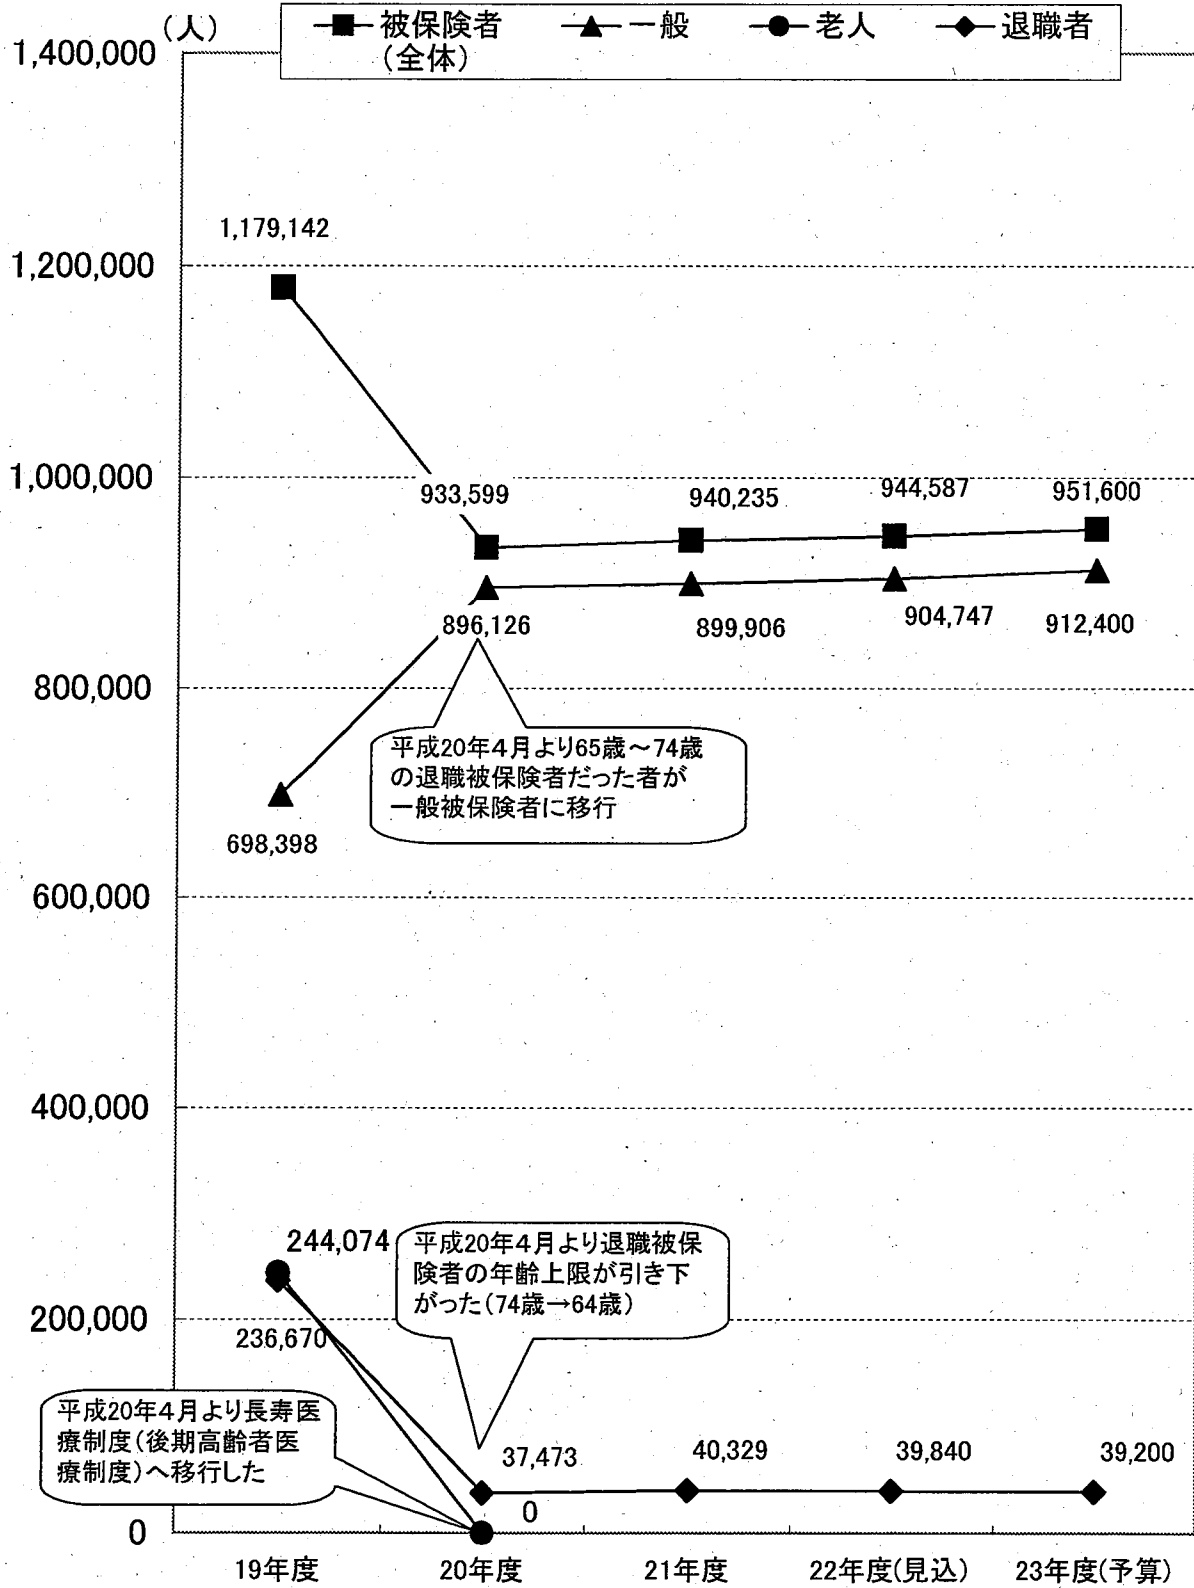 (人)
被保険者
(全体)
一般
老人
退職者
1,400,000
1,179,142
1,200,000
1,000,000
933,599
940,235
944,587
951,600
896,126
899,906
904,747
912,400
800,000
平成20年4月より65歳~74歳
の退職被保険者だった者が
一般被保険者に移行
698,398
600,000
400,000
244,074
平成20年4月より退職被保
険者の年齢上限が引き下
がった(74歳→64歳)
200,000
236,670
平成20年4月より長寿医
療制度(後期高齢者医
療制度)へ移行した
37,473
40,329
39,840
39,200
0
0
19年度
20年度
21年度
22年度(見込)
23年度(予算)